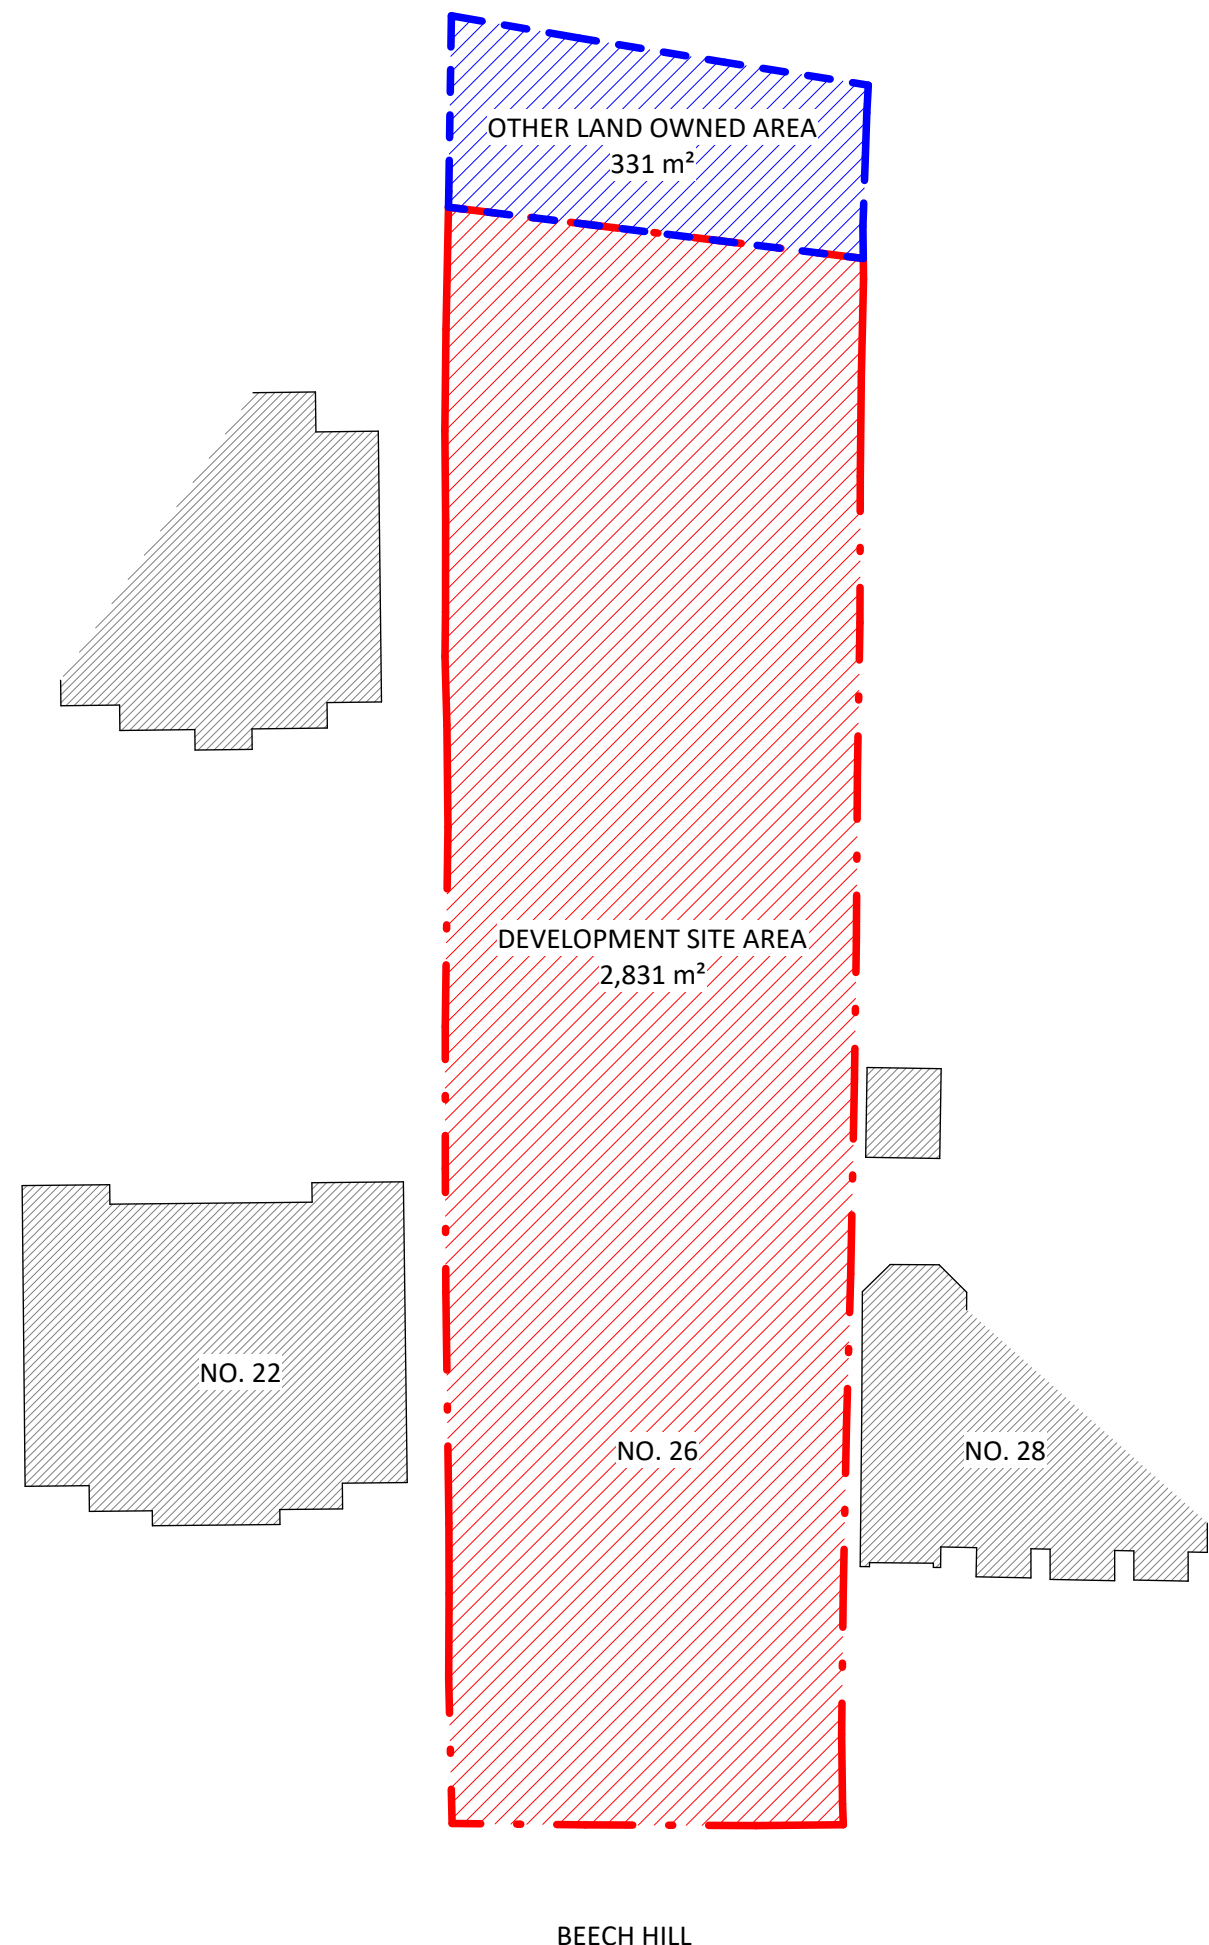 OTHER LAND OWNED AREA
331 m²
DEVELOPMENT SITE AREA
2,831 m²
NO. 22
NO. 26
NO. 28
BEECH HILL